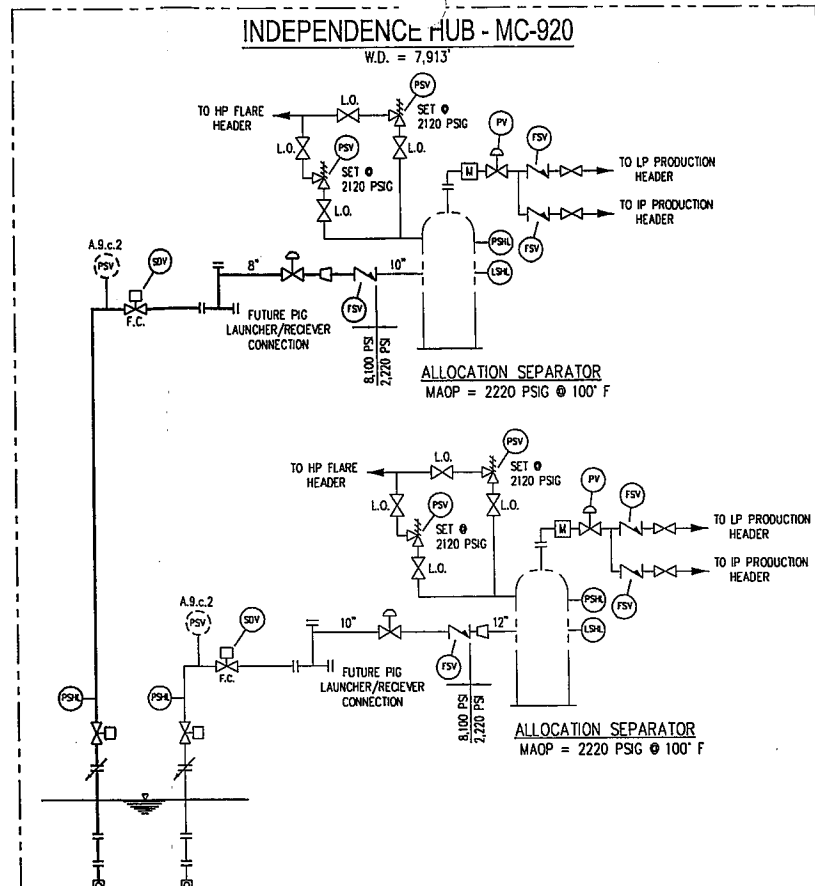 INDEPENDENCE HUB - MC-920
W.D. = 7,913'
PSV
L.O.
SET @
2120 PSIG
TO HP FLARE
HEADER
L.O.
PSV
L.O.
SET @
2120 PSIG
L.O.
PV
FSV
M
TO LP PRODUCTION
HEADER
TO IP PRODUCTION
HEADER
FSV
PSHL
LSHL
A.9.c.2
PSV
SDV
F.C.
8"
10"
FSV
FUTURE PIG
LAUNCHER/RECIEVER
CONNECTION
8,100 PSI
2,220 PSI
ALLOCATION SEPARATOR
MAOP = 2220 PSIG @ 100° F
PSV
L.O.
SET @
2120 PSIG
TO HP FLARE
HEADER
L.O.
PSV
L.O.
SET @
2120 PSIG
L.O.
PV
FSV
M
TO LP PRODUCTION
HEADER
TO IP PRODUCTION
HEADER
FSV
PSHL
LSHL
A.9.c.2
PSV
SDV
F.C.
10"
12"
FSV
FUTURE PIG
LAUNCHER/RECIEVER
CONNECTION
8,100 PSI
2,220 PSI
ALLOCATION SEPARATOR
MAOP = 2220 PSIG @ 100° F
PSHL
PSHL